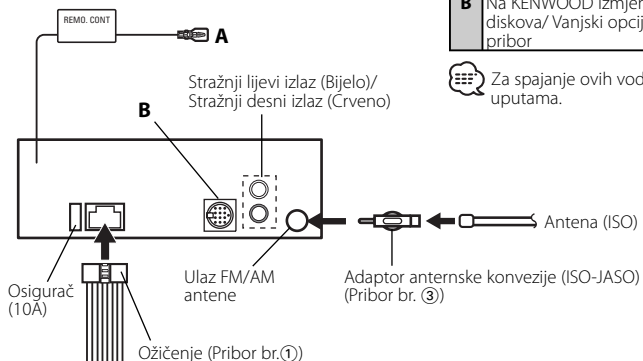 REMO. CONT
A
B Na KENWOOD izmjen
diskova/ Vanjski opcij
pribor
Za spajanje ovih vod
uputama.
Stražnji lijevi izlaz (Bijelo)/
Stražnji desni izlaz (Crveno)
B
Antena (ISO)
Osigurač
(10A)
Ulaz FM/AM
antene
Adaptor anternske konvezije (ISO-JASO)
(Pribor br. ③)
Ožičenje (Pribor br.①)